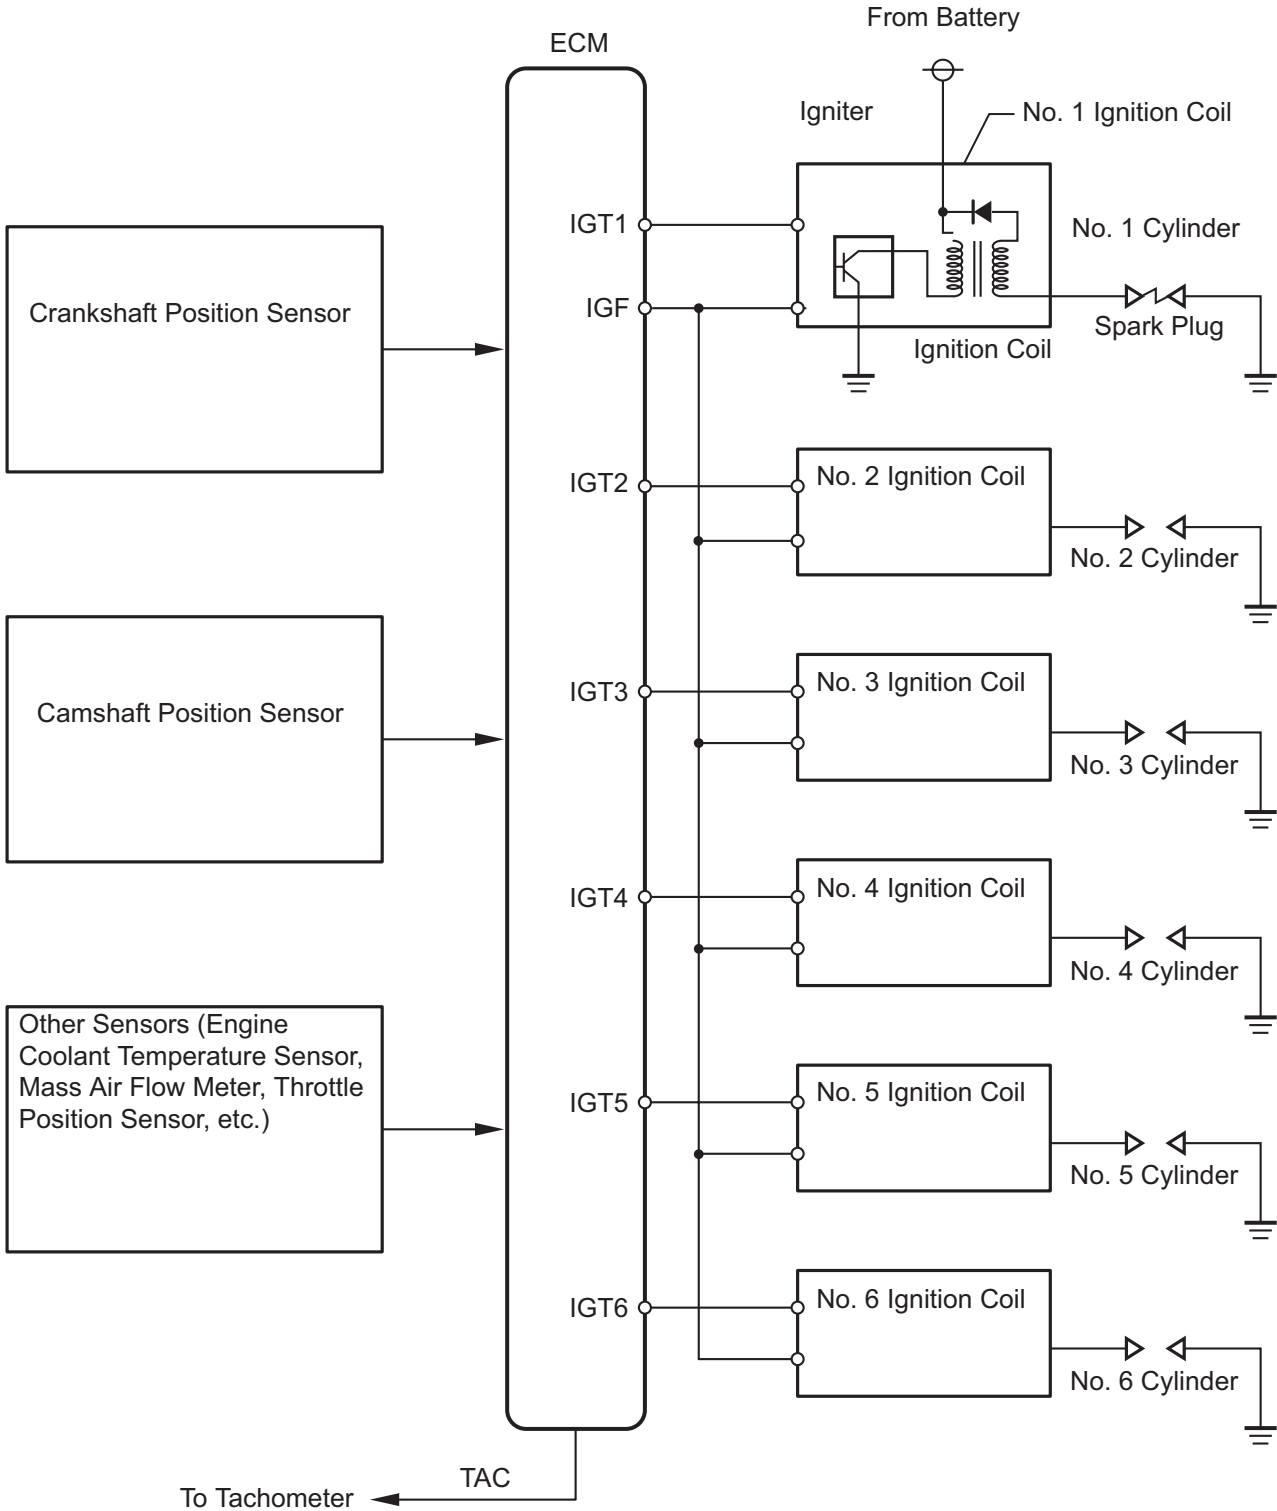 From Battery
ECM
Igniter
No. 1 Ignition Coil
IGT1
No. 1 Cylinder
Crankshaft Position Sensor
IGF
Spark Plug
Ignition Coil
IGT2
No. 2 Ignition Coil
No. 2 Cylinder
Camshaft Position Sensor
IGT3
No. 3 Ignition Coil
No. 3 Cylinder
IGT4
No. 4 Ignition Coil
No. 4 Cylinder
Other Sensors (Engine
Coolant Temperature Sensor,
Mass Air Flow Meter, Throttle
Position Sensor, etc.)
IGT5
No. 5 Ignition Coil
No. 5 Cylinder
IGT6
No. 6 Ignition Coil
No. 6 Cylinder
TAC
To Tachometer